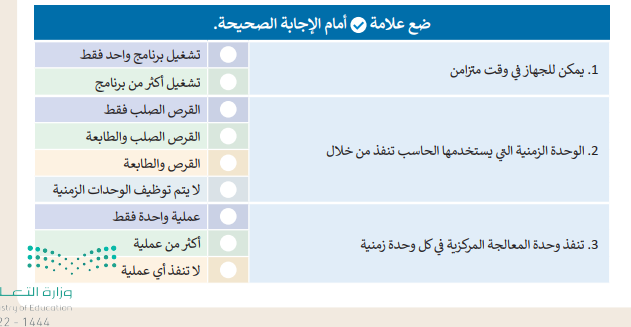 ضع علامة ✓ أمام الإجابة الصحيحة.
1. يمكن للجهاز في وقت متزامن
تشغيل برنامج واحد فقط
تشغيل أكثر من برنامج
2. الوحدة الزمنية التي يستخدمها الحاسب تنفذ من خلال
القرص الصلب فقط
القرص الصلب والطابعة
القرص والطابعة
لا يتم توظيف الوحدات الزمنية
3. تنفذ وحدة المعالجة المركزية في كل وحدة زمنية
عملية واحدة فقط
أكثر من عملية
لا تنفذ أي عملية
وزارة التعـــلـ
stry of Education
22 - 1444